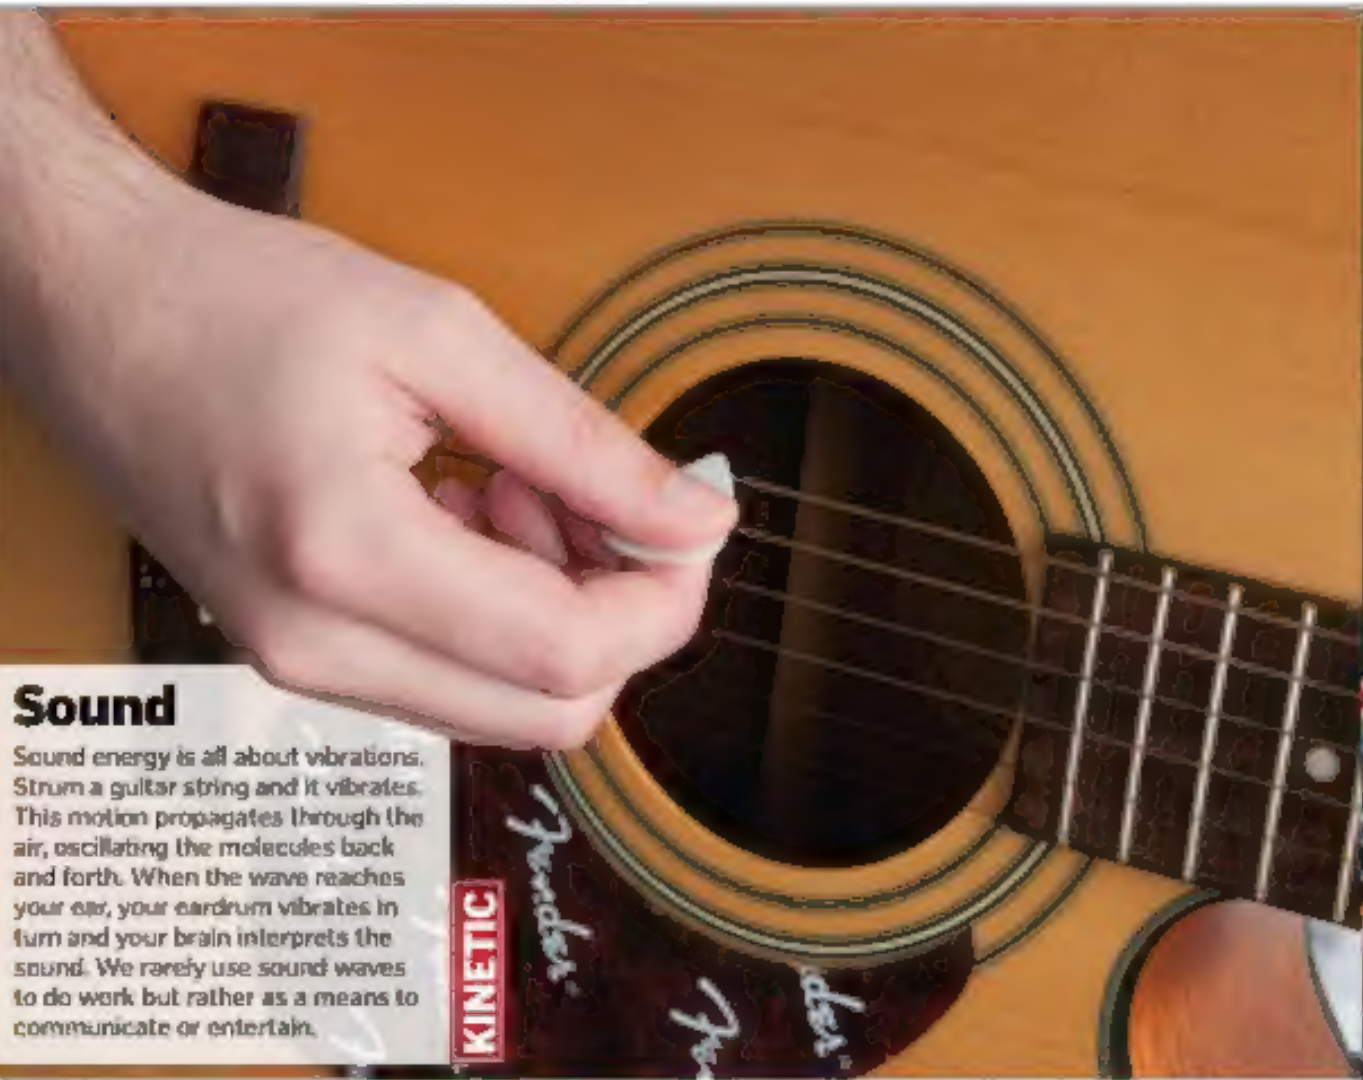 Sound
Sound energy is all about vibrations.
Strum a guitar string and it vibrates.
This motion propagates through the
air, oscillating the molecules back
and forth. When the wave reaches
your ear, your eardrum vibrates in
turn and your brain interprets the
sound. We rarely use sound waves
to do work but rather as a means to
communicate or entertain.
KINETIC
Fender